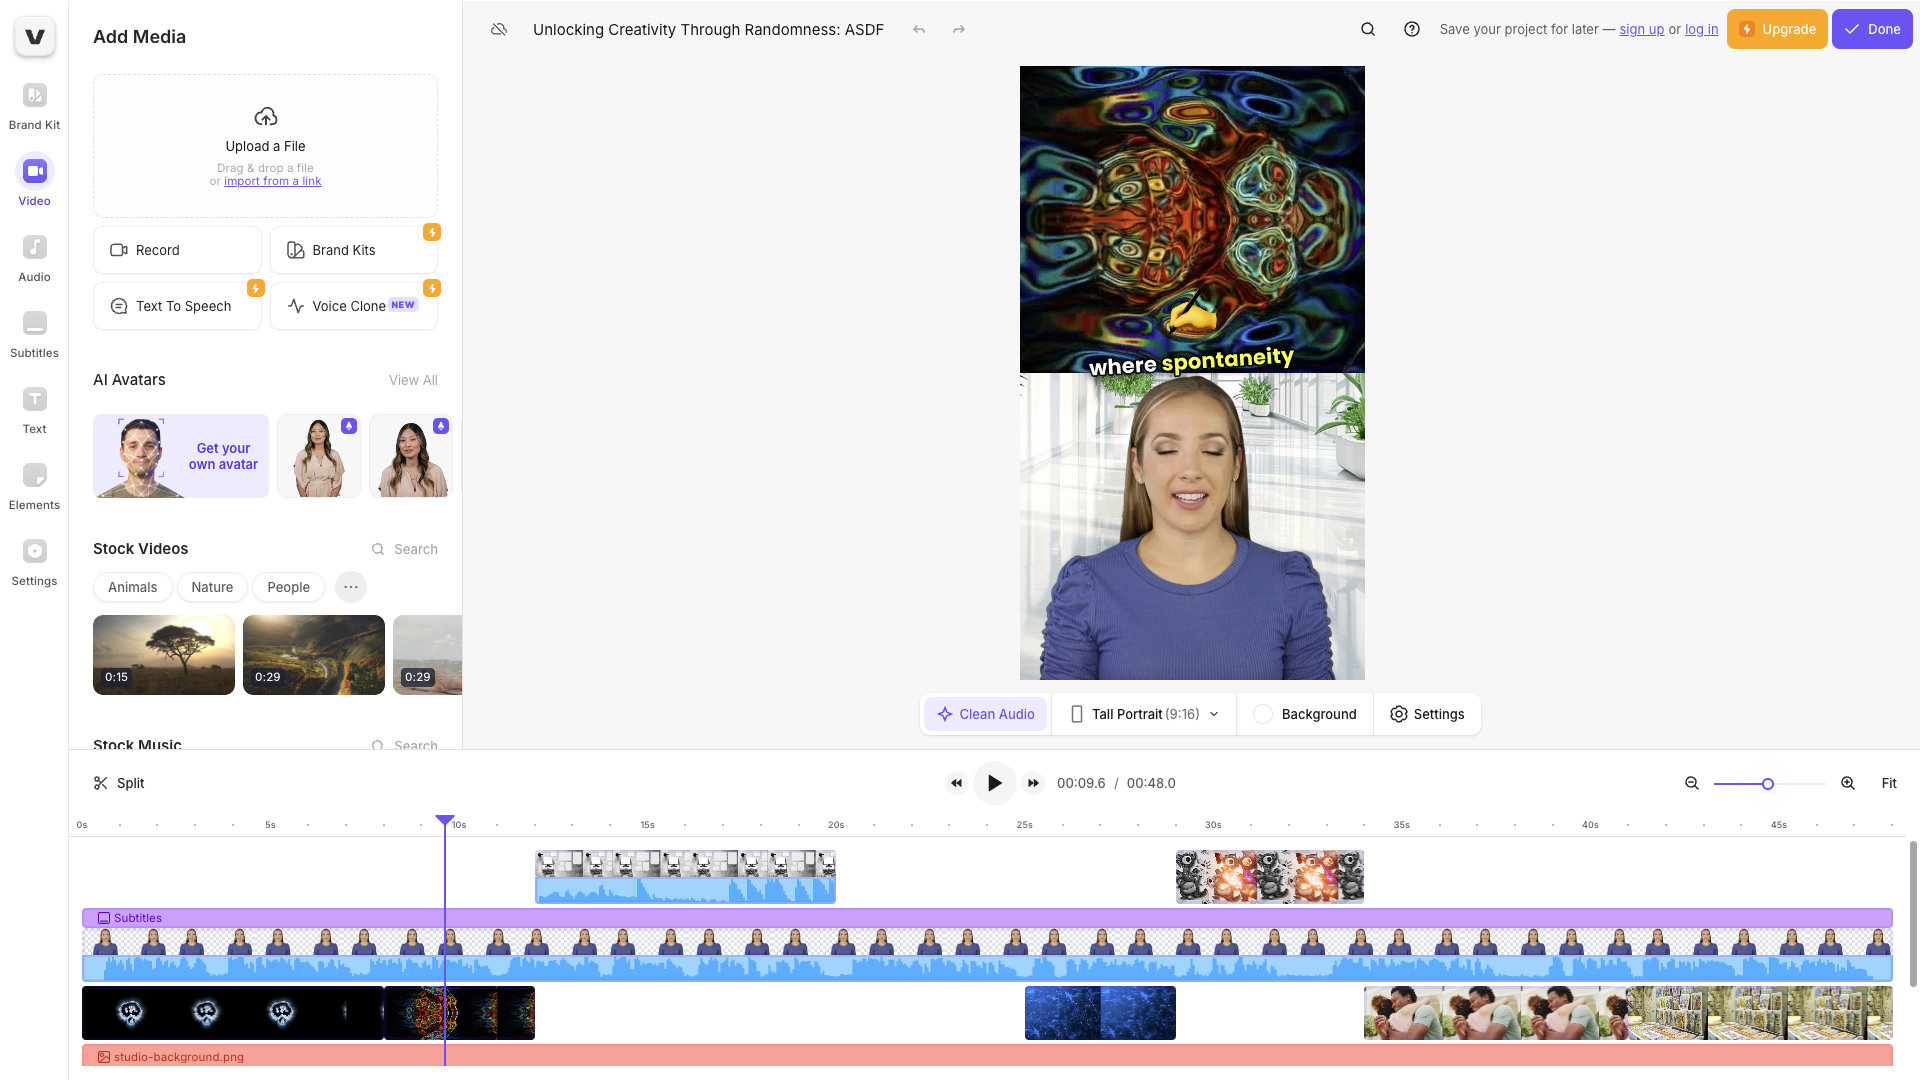 Brand Kit
Video
Audio
Subtitles
Text
Elements
Settings
Add Media
Upload a File
Drag & drop a file
or import from a link
Record
Brand Kits
Text To Speech
Voice Clone NEW
AI Avatars
View All
Get your
own avatar
Stock Videos
Search
Animals
Nature
People
0:15
0:29
0:29
Stock Music
Search
Unlocking Creativity Through Randomness: ASDF
Save your project for later — sign up or log in
Upgrade
Done
where spontaneity
Clean Audio
Tall Portrait (9:16)
Background
Settings
Split
00:09.6 / 00:48.0
Fit
0s 5s 10s 15s 20s 25s 30s 35s 40s 45s
Subtitles
studio-background.png